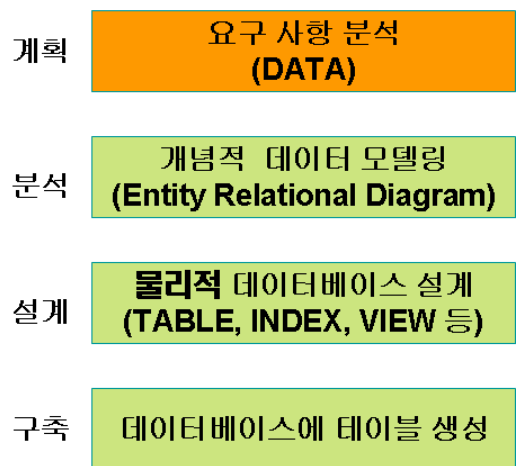 계획
요구 사항 분석
(DATA)
분석
개념적 데이터 모델링
(Entity Relational Diagram)
설계
물리적 데이터베이스 설계
(TABLE, INDEX, VIEW 등)
구축
데이터베이스에 테이블 생성